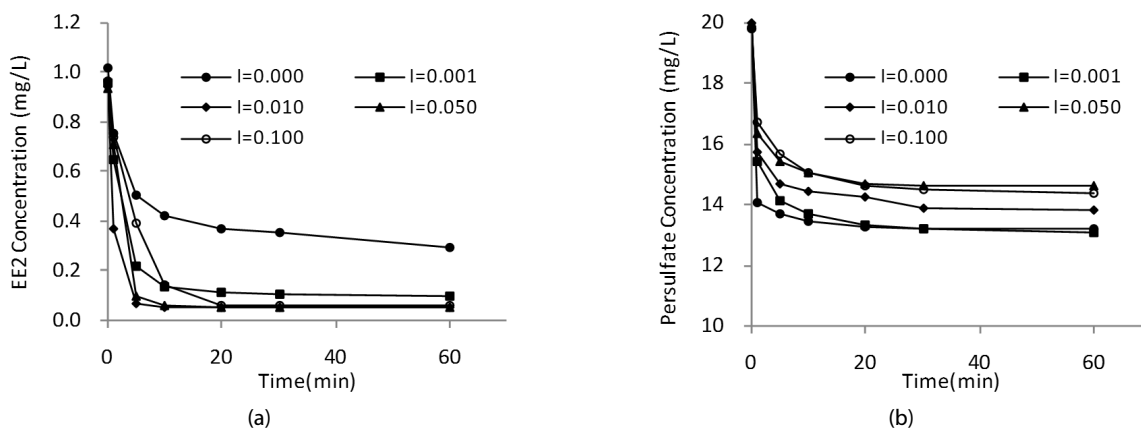 EE2 Concentration (mg/L)
1.2
1.0
0.8
0.6
0.4
0.2
0.0
I=0.000 I=0.001
I=0.010 I=0.050
I=0.100
0 20 40 60
Time(min)
(a)
Persulfate Concentration (mg/L)
20
18
16
14
12
10
I=0.000 I=0.001
I=0.010 I=0.050
I=0.100
0 20 40 60
Time(min)
(b)